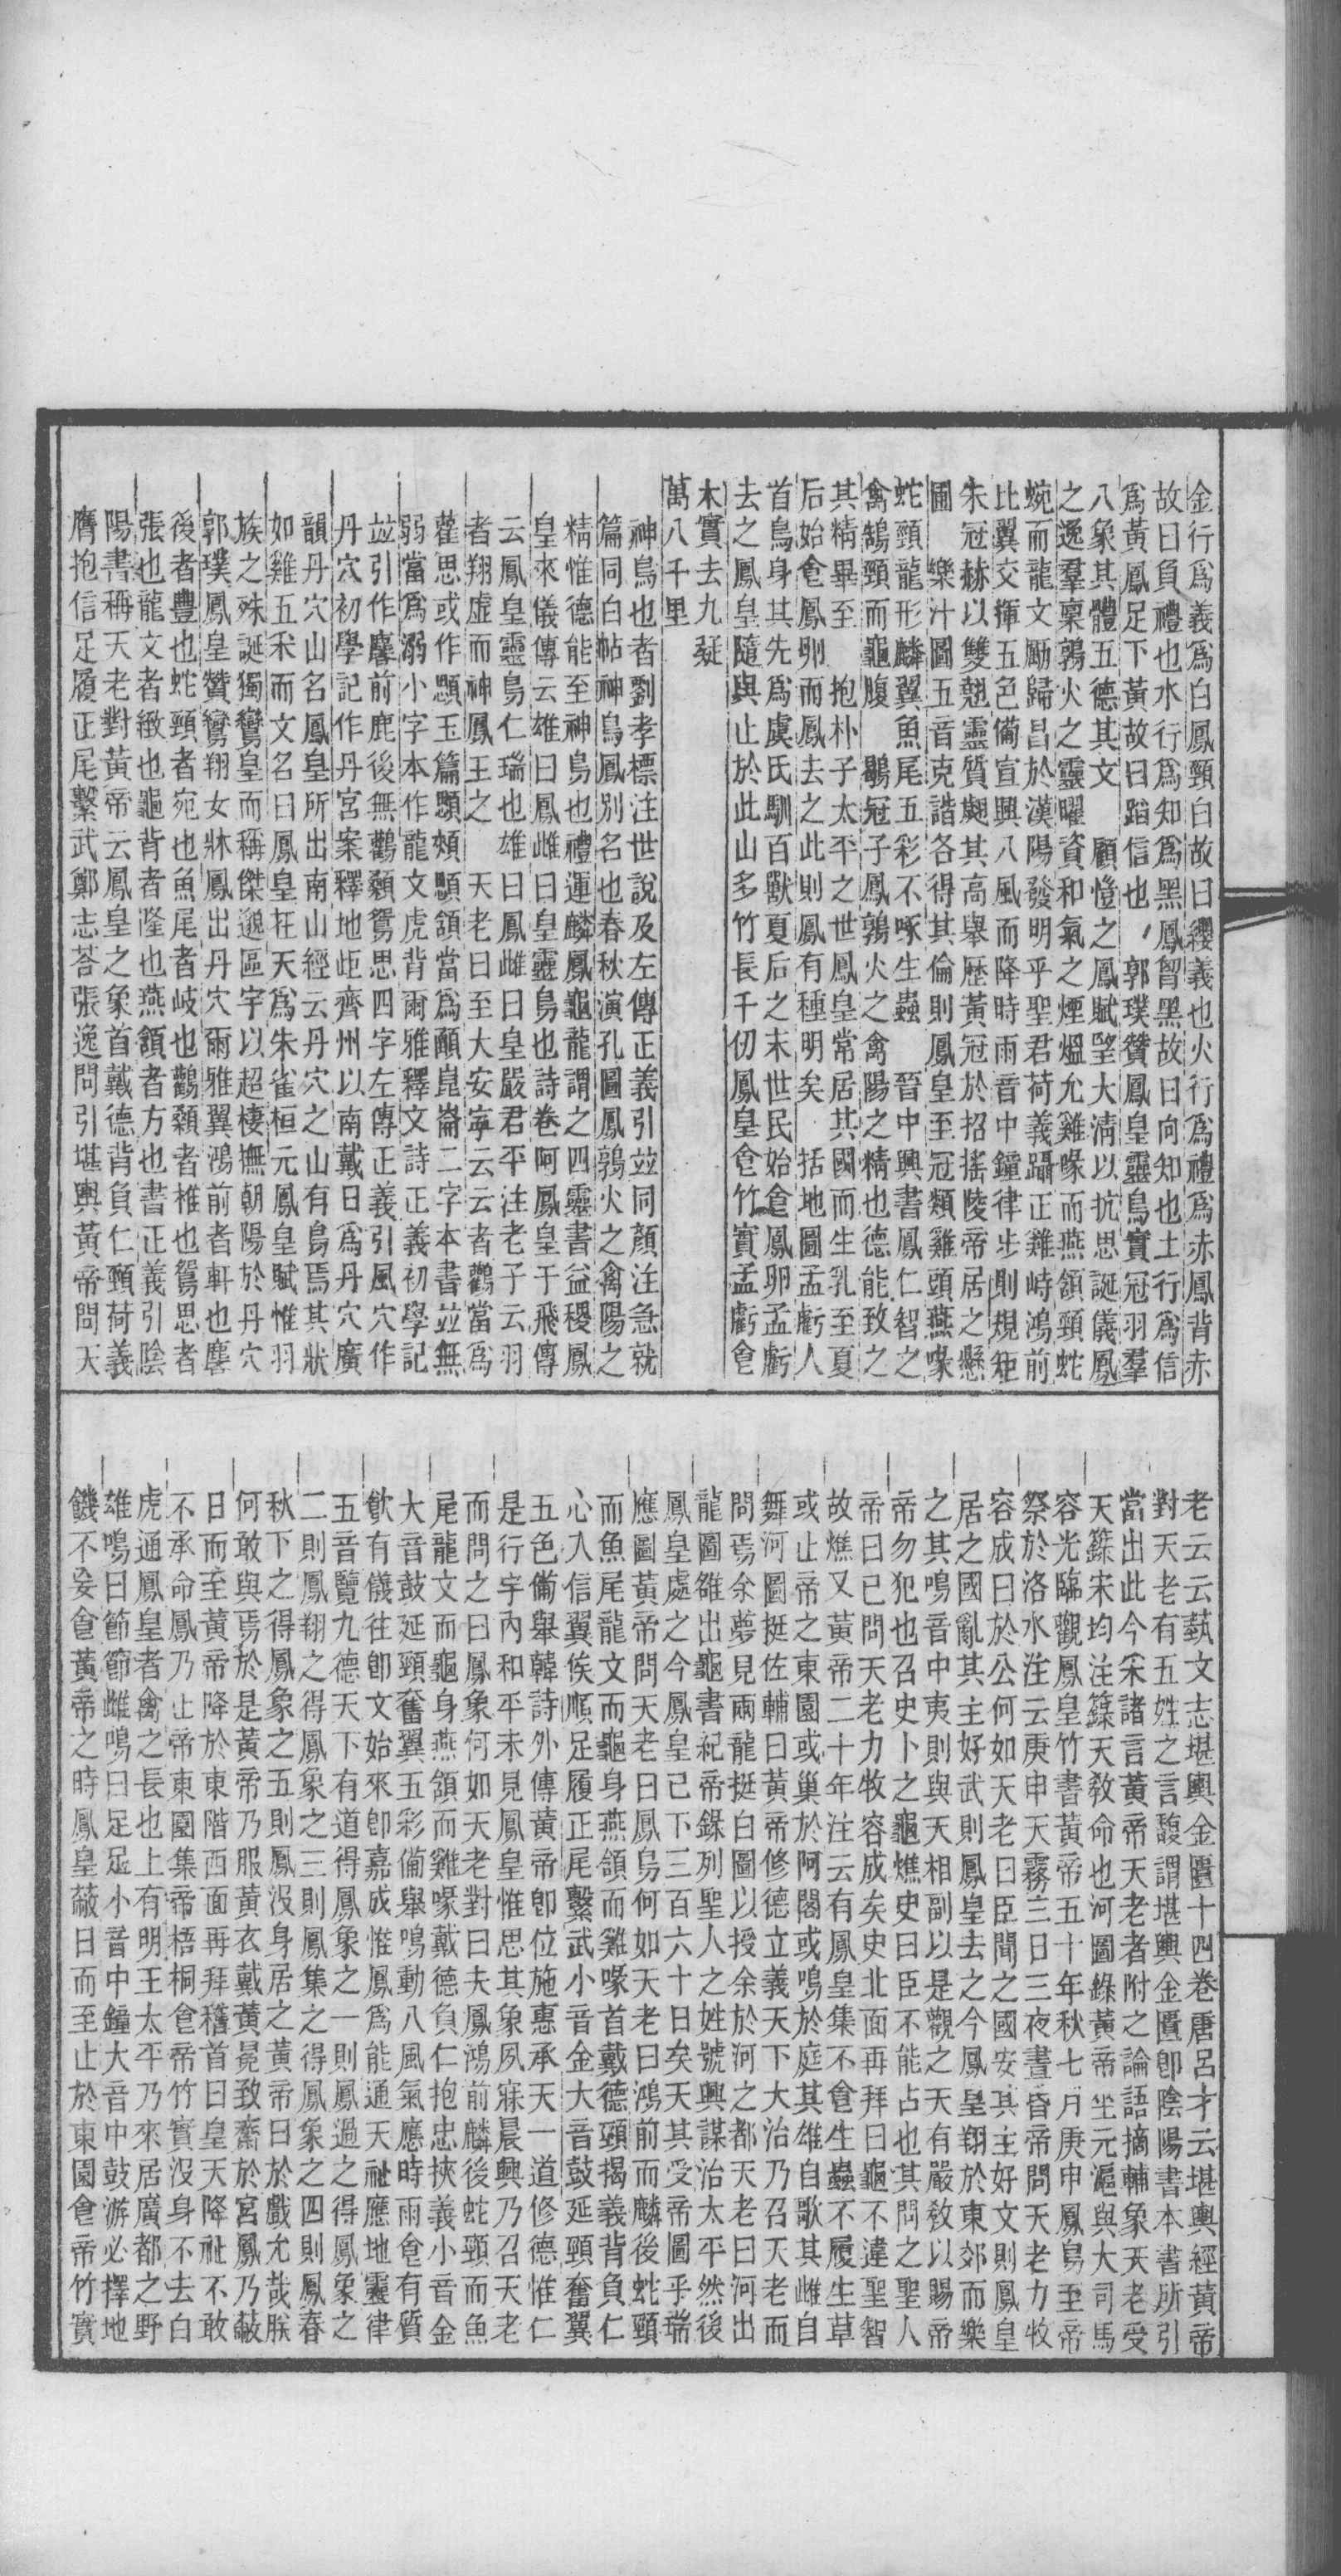 金行爲義爲白鳳頸白故曰纓義也火行爲禮爲赤鳳背赤
故曰負禮也水行爲知爲黑鳳匈黑故曰向知也土行爲信
爲黃鳳足下黃故曰蹈信也 郭璞贊鳳皇靈鳥實冠羽羣
八象其體五德其文 顧愷之鳳賦望大清以抗思誕儀鳳
之逸羣稟鶉火之靈曜資和氣之煙熅允雞喙而燕頷頸蛇
蜿而龍文勵歸昌於漢陽發明乎聖君荷義躡正雞峙鴻前
比翼交揮五色備宣興八風而降時雨音中鐘律步則規矩
朱冠赫以雙翹靈質翹其高舉歷黃冠於招搖陵帝居之懸
圃 樂汁圖五音克諧各得其倫則鳳皇至冠類雞頭燕喙
蛇頸龍形麟翼魚尾五彩不啄生蟲 晉中興書鳳仁智之
禽鵠頸而龜腹 鶡冠子鳳鶉火之禽陽之精也德能致之
其精畢至 抱朴子太平之世鳳皇常居其國而生乳至夏
后始食鳳卵而鳳去之此則鳳有種明矣 括地圖孟虧人
首鳥身其先爲虞氏馴百獸夏后之末世民始食鳳卵孟虧
去之鳳皇隨與止於此山多竹長千仞鳳皇食竹實孟虧食
木實去九疑
萬八千里
神鳥也者劉孝標注世說及左傳正義引竝同顏注急就
篇同白帖神鳥鳳別名也春秋演孔圖鳳鶉火之禽陽之
精惟德能至神鳥也禮運麟鳳龜龍謂之四靈書益稷鳳
皇來儀傳云雄曰鳳雌曰皇靈鳥也詩卷阿鳳皇于飛傳
云鳳皇靈鳥仁瑞也雄曰鳳雌曰皇嚴君平注老子云羽
者翔虛而神鳳王之 天老曰至大安寧云云者鸛當爲
雚思或作顋玉篇顋頰顋頷當爲顄崑崙二字本書竝無
弱當爲溺小字本作龍文虎背爾雅釋文詩正義初學記
竝引作麐前鹿後無鸛顙鴛思四字左傳正義引風穴作
丹穴初學記作丹宮案釋地岠齊州以南戴日爲丹穴廣
韻丹穴山名鳳皇所出南山經云丹穴之山有鳥焉其狀
如雞五釆而文名曰鳳皇在天爲朱雀桓元鳳皇賦惟羽
族之殊誕獨鸞皇而稱傑邈區宇以超棲撫朝陽於丹穴
郭璞鳳皇贊鸞翔女牀鳳出丹穴爾雅翼鴻前者軒也麐
後者豐也蛇頸者宛也魚尾者岐也鸛顙者椎也鴛思者
張也龍文者緻也龜背者隆也燕頷者方也書正義引陰
陽書稱天老對黃帝云鳳皇之象首戴德背負仁頸荷義
膺抱信足履正尾繫武鄭志荅張逸問引堪輿黃帝問天
老云云蓺文志堪輿金匱十四卷唐呂才云堪輿經黃帝
對天老有五姓之言馥謂堪輿金匱卽陰陽書本書所引
當出此今宋諸言黃帝天老者附之論語摘輔象天老受
天籙宋均注籙天敎命也河圖錄黃帝坐元滬與大司馬
容光臨觀鳳皇竹書黃帝五十年秋七月庚申鳳鳥至帝
祭於洛水注云庚申天霧三日三夜晝昏帝問天老力牧
容成曰於公何如天老曰臣聞之國安其主好文則鳳皇
居之國亂其主好武則鳳皇去之今鳳皇翔於東郊而樂
之其鳴音中夷則與天相副以是觀之天有嚴敎以賜帝
帝勿犯也召史卜之龜燋史曰臣不能占也其問之聖人
帝曰已問天老力牧容成矣史北面再拜曰龜不違聖智
故燋又黃帝二十年注云有鳳皇集不食生蟲不履生草
或止帝之東園或巢於阿閣或鳴於庭其雄自歌其雌自
舞河圖挺佐輔曰黃帝修德立義天下大治乃召天老而
問焉余夢見兩龍挺白圖以授余於河之都天老曰河出
龍圖雒出龜書紀帝錄列聖人之姓號興謀治太平然後
鳳皇處之今鳳皇已下三百六十日矣天其受帝圖乎瑞
應圖黃帝問天老曰鳳鳥何如天老曰鴻前而麟後蛇頸
而魚尾龍文而龜身燕頷而雞喙首戴德頸揭義背負仁
心入信翼俟順足履正尾繫武小音金大音鼓延頸奮翼
五色備舉韓詩外傳黃帝卽位施惠承天一道修德惟仁
是行宇內和平未見鳳皇惟思其象夙寐晨興乃召天老
而問之曰鳳象何如天老對曰夫鳳鴻前麟後蛇頸而魚
尾龍文而龜身燕頷而雞喙戴德負仁抱忠挾義小音金
大音鼓延頸奮翼五彩備舉鳴動八風氣應時雨食有質
飮有儀往卽文始來卽嘉成惟鳳爲能通天祉應地靈律
五音覽九德天下有道得鳳象之一則鳳過之得鳳象之
二則鳳翔之得鳳象之三則鳳集之得鳳象之四則鳳春
秋下之得鳳象之五則鳳沒身居之黃帝曰於戲允哉朕
何敢與焉於是黃帝乃服黃衣戴黃冕致齋於宮鳳乃蔽
日而至黃帝降於東階西面再拜稽首曰皇天降祉不敢
不承命鳳乃止帝東園集帝梧桐食帝竹實沒身不去白
虎通鳳皇者禽之長也上有明王太平乃來居廣都之野
雄鳴曰節節雌鳴曰足足小音中鐘大音中鼓游必擇地
饑不妄食黃帝之時鳳皇蔽日而至止於東園食帝竹實